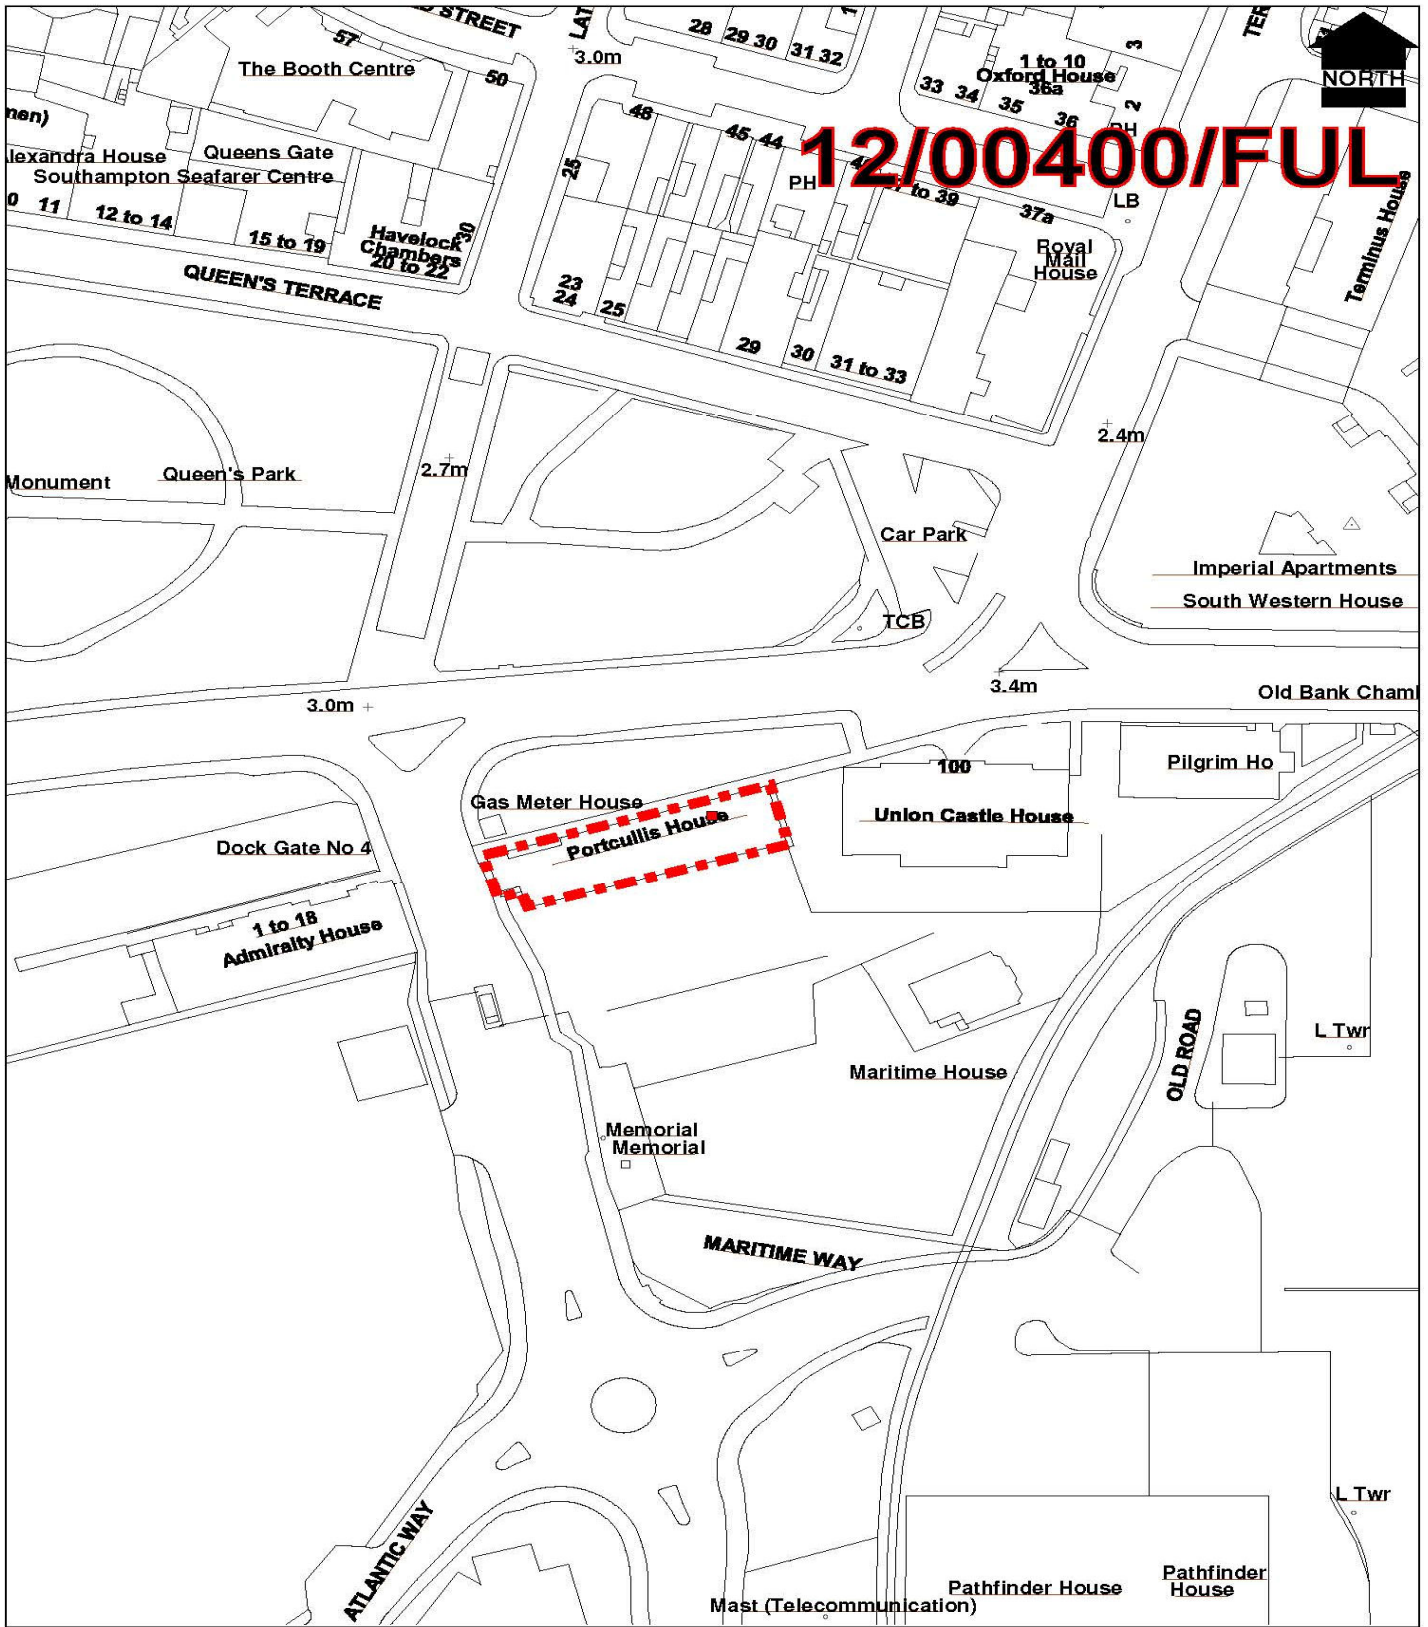 STREET
57
The Booth Centre
50
3.0m
28
29 30
31 32
1
33
34
35
36
1 to 10
Oxford House
36a
3
2
PH
NORTH
12/00400/FUL
men)
lexandra House
Queens Gate
Southampton Seafarer Centre
0
11
12 to 14
15 to 19
Havelock
Chambers
20 to 22
30
QUEEN'S TERRACE
25
48
45 44
PH
to 39
37a
LB
Royal
Mail
House
Terminus House
23
24
25
29
30
31 to 33
2.4m
Monument
Queen's Park
2.7m
Car Park
TCB
Imperial Apartments
South Western House
3.0m
3.4m
Old Bank Cham
Gas Meter House
Portcullis House
100
Union Castle House
Pilgrim Ho
Dock Gate No 4
1 to 18
Admiralty House
Maritime House
OLD ROAD
L Twr
Memorial
Memorial
MARITIME WAY
ATLANTIC WAY
L Twr
Mast (Telecommunication)
Pathfinder House
Pathfinder
House